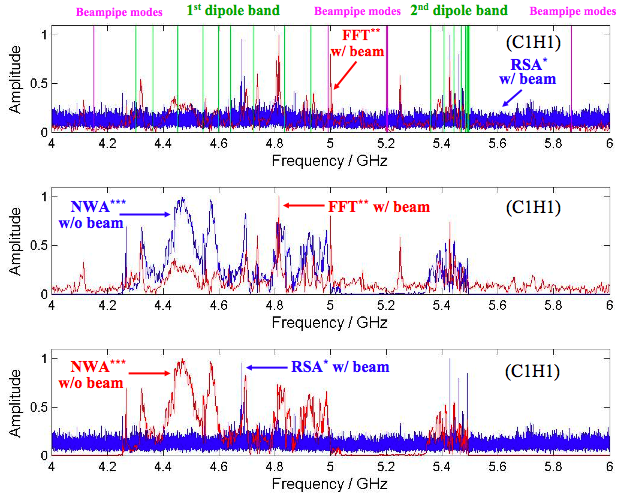 Beampipe modes 1st dipole band Beampipe modes 2nd dipole band Beampipe modes
1
FFT** w/ beam
(C1H1)
RSA* w/ beam
Amplitude
0.5
0
4 4.2 4.4 4.6 4.8 5 5.2 5.4 5.6 5.8 6
Frequency / GHz
1
NWA*** w/o beam
FFT** w/ beam
(C1H1)
Amplitude
0.5
0
4 4.2 4.4 4.6 4.8 5 5.2 5.4 5.6 5.8 6
Frequency / GHz
1
NWA*** w/o beam
RSA* w/ beam
(C1H1)
Amplitude
0.5
0
4 4.2 4.4 4.6 4.8 5 5.2 5.4 5.6 5.8 6
Frequency / GHz